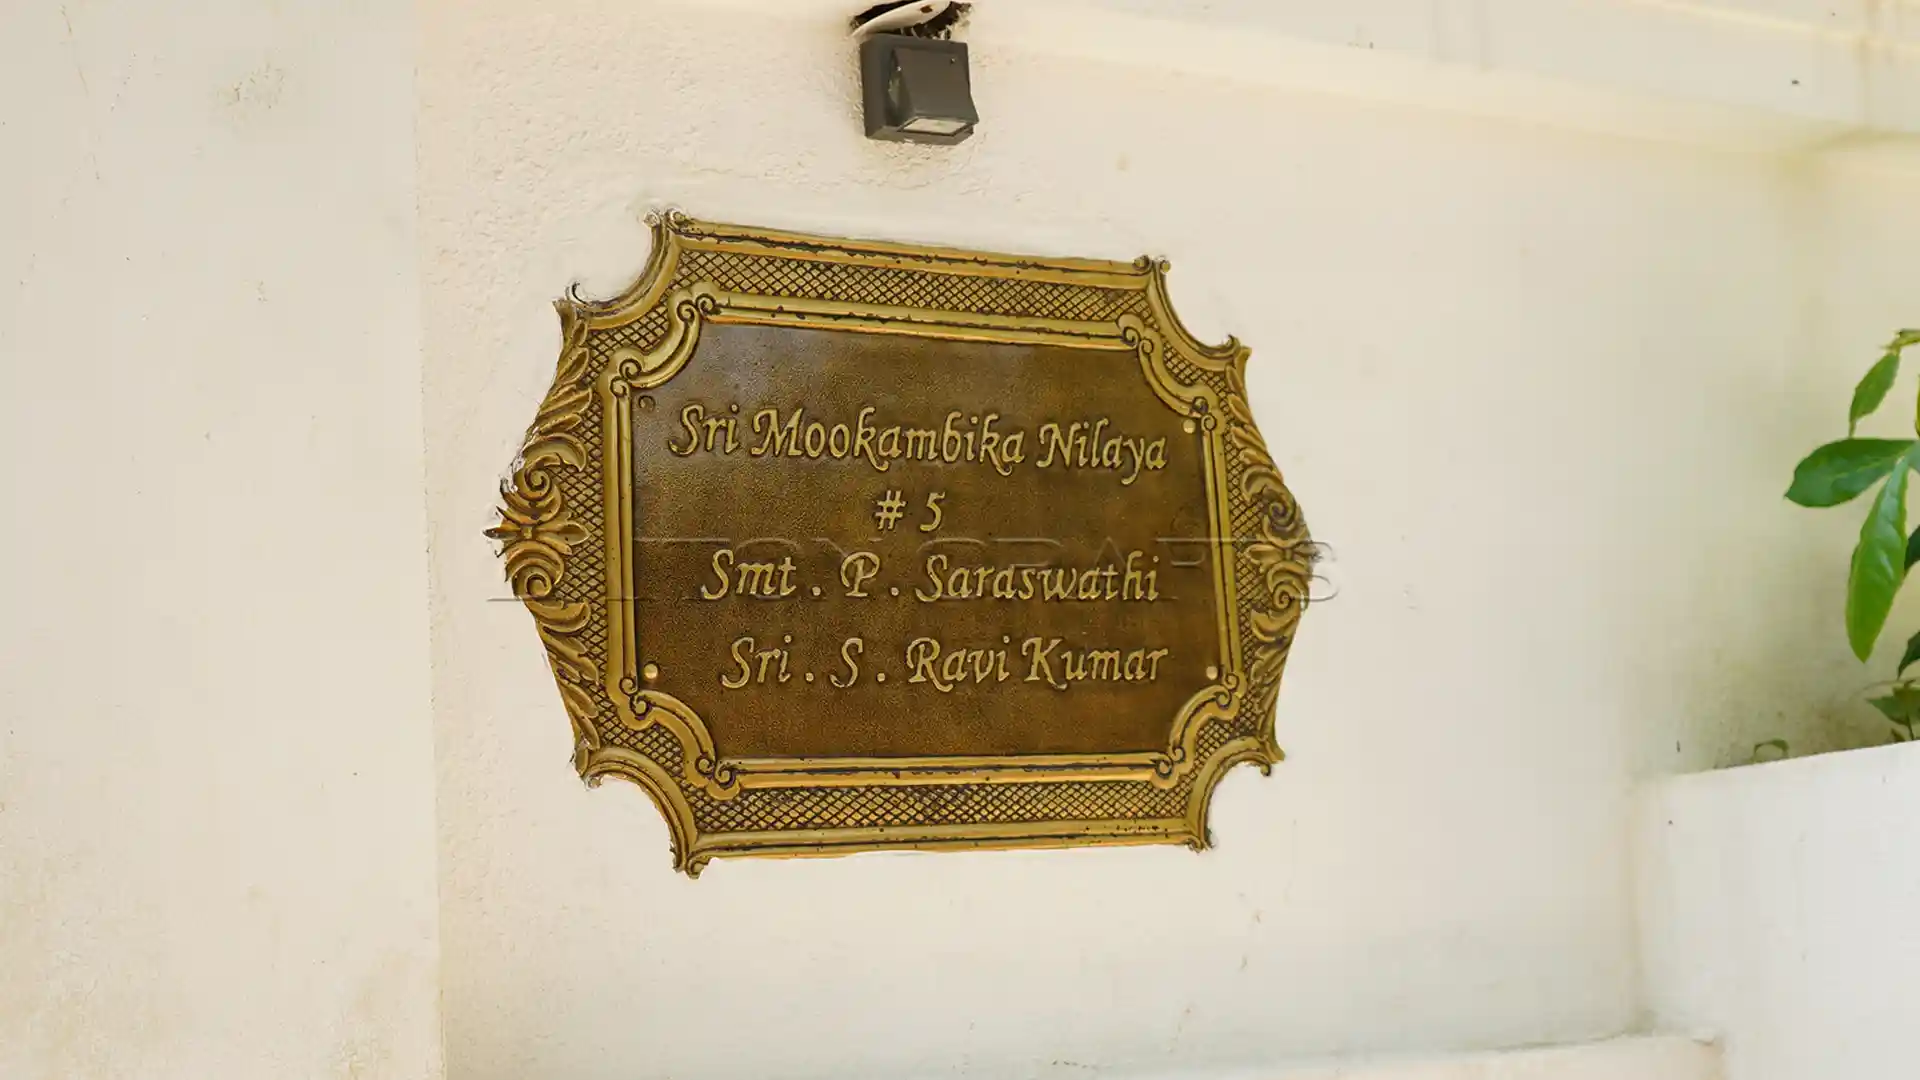 Sri Mookambika Nilaya
# 5
Smt . P . Saraswathi
Sri . S . Ravi Kumar